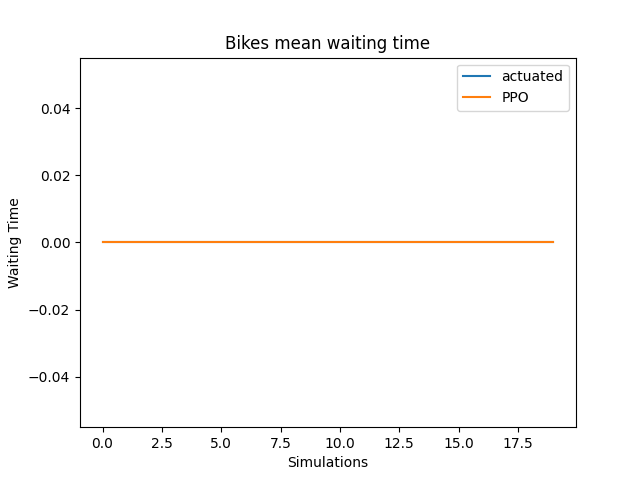 Bikes mean waiting time
actuated
PPO
0.04
0.02
0.00
−0.02
−0.04
Waiting Time
0.0 2.5 5.0 7.5 10.0 12.5 15.0 17.5
Simulations